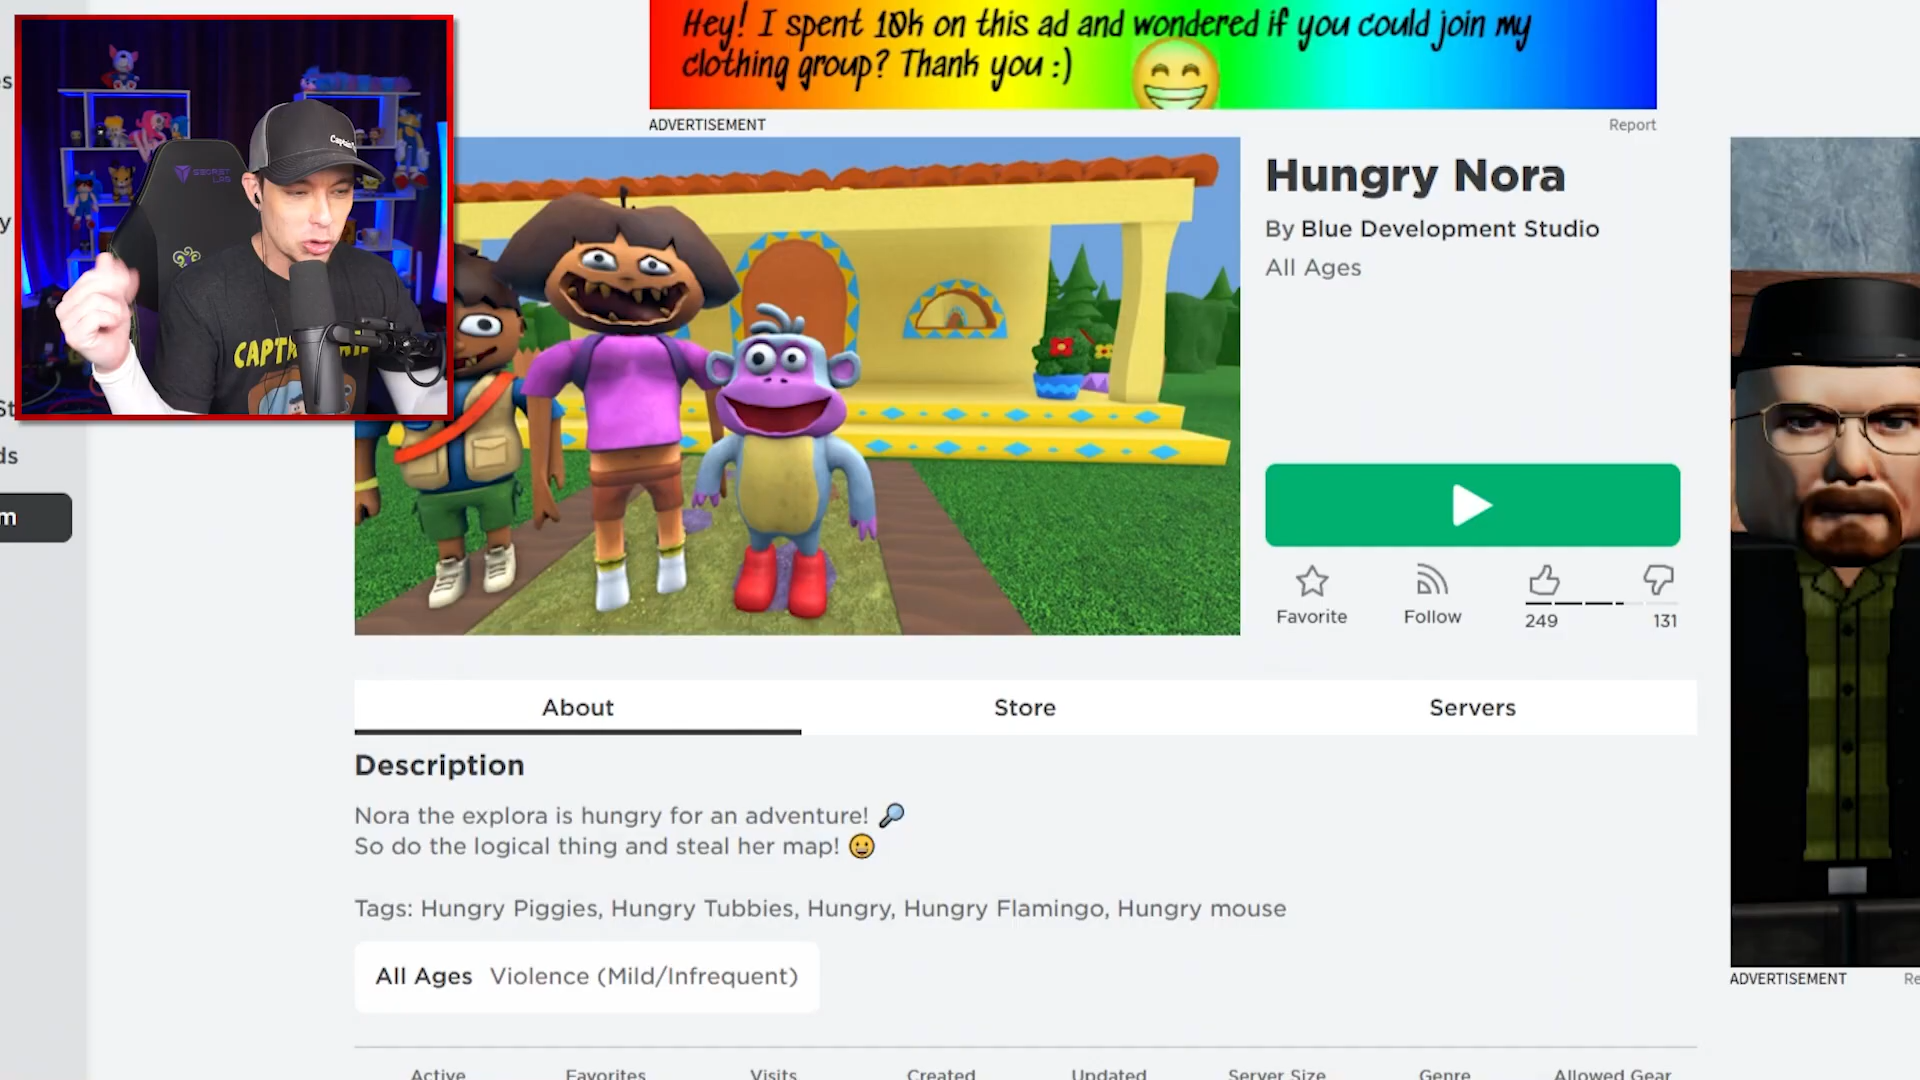 Hey! I spent 10k on this ad and wondered if you could join my
clothing group? Thank you :)
ADVERTISEMENT
Report
SECRET
LAB
Hungry Nora
By Blue Development Studio
All Ages
Favorite
Follow
249
131
About
Store
Servers
Description
Nora the explora is hungry for an adventure! 🔎
So do the logical thing and steal her map! 😀
Tags: Hungry Piggies, Hungry Tubbies, Hungry, Hungry Flamingo, Hungry mouse
All Ages Violence (Mild/Infrequent)
ADVERTISEMENT
Active
Favorites
Visits
Created
Updated
Server Size
Genre
Allowed Gear